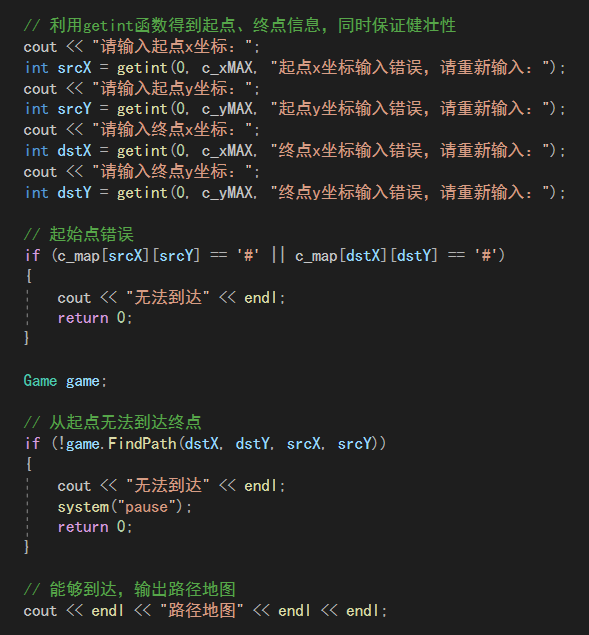 // 利用getint函数得到起点、终点信息，同时保证健壮性
cout << "请输入起点x坐标：";
int srcX = getint(0, c_xMAX, "起点x坐标输入错误，请重新输入：");
cout << "请输入起点y坐标：";
int srcY = getint(0, c_yMAX, "起点y坐标输入错误，请重新输入：");
cout << "请输入终点x坐标：";
int dstX = getint(0, c_xMAX, "终点x坐标输入错误，请重新输入：");
cout << "请输入终点y坐标：";
int dstY = getint(0, c_yMAX, "终点y坐标输入错误，请重新输入：");

// 起始点错误
if (c_map[srcX][srcY] == '#' || c_map[dstX][dstY] == '#')
{
    cout << "无法到达" << endl;
    return 0;
}

Game game;

// 从起点无法到达终点
if (!game.FindPath(dstX, dstY, srcX, srcY))
{
    cout << "无法到达" << endl;
    system("pause");
    return 0;
}

// 能够到达，输出路径地图
cout << endl << "路径地图" << endl << endl;